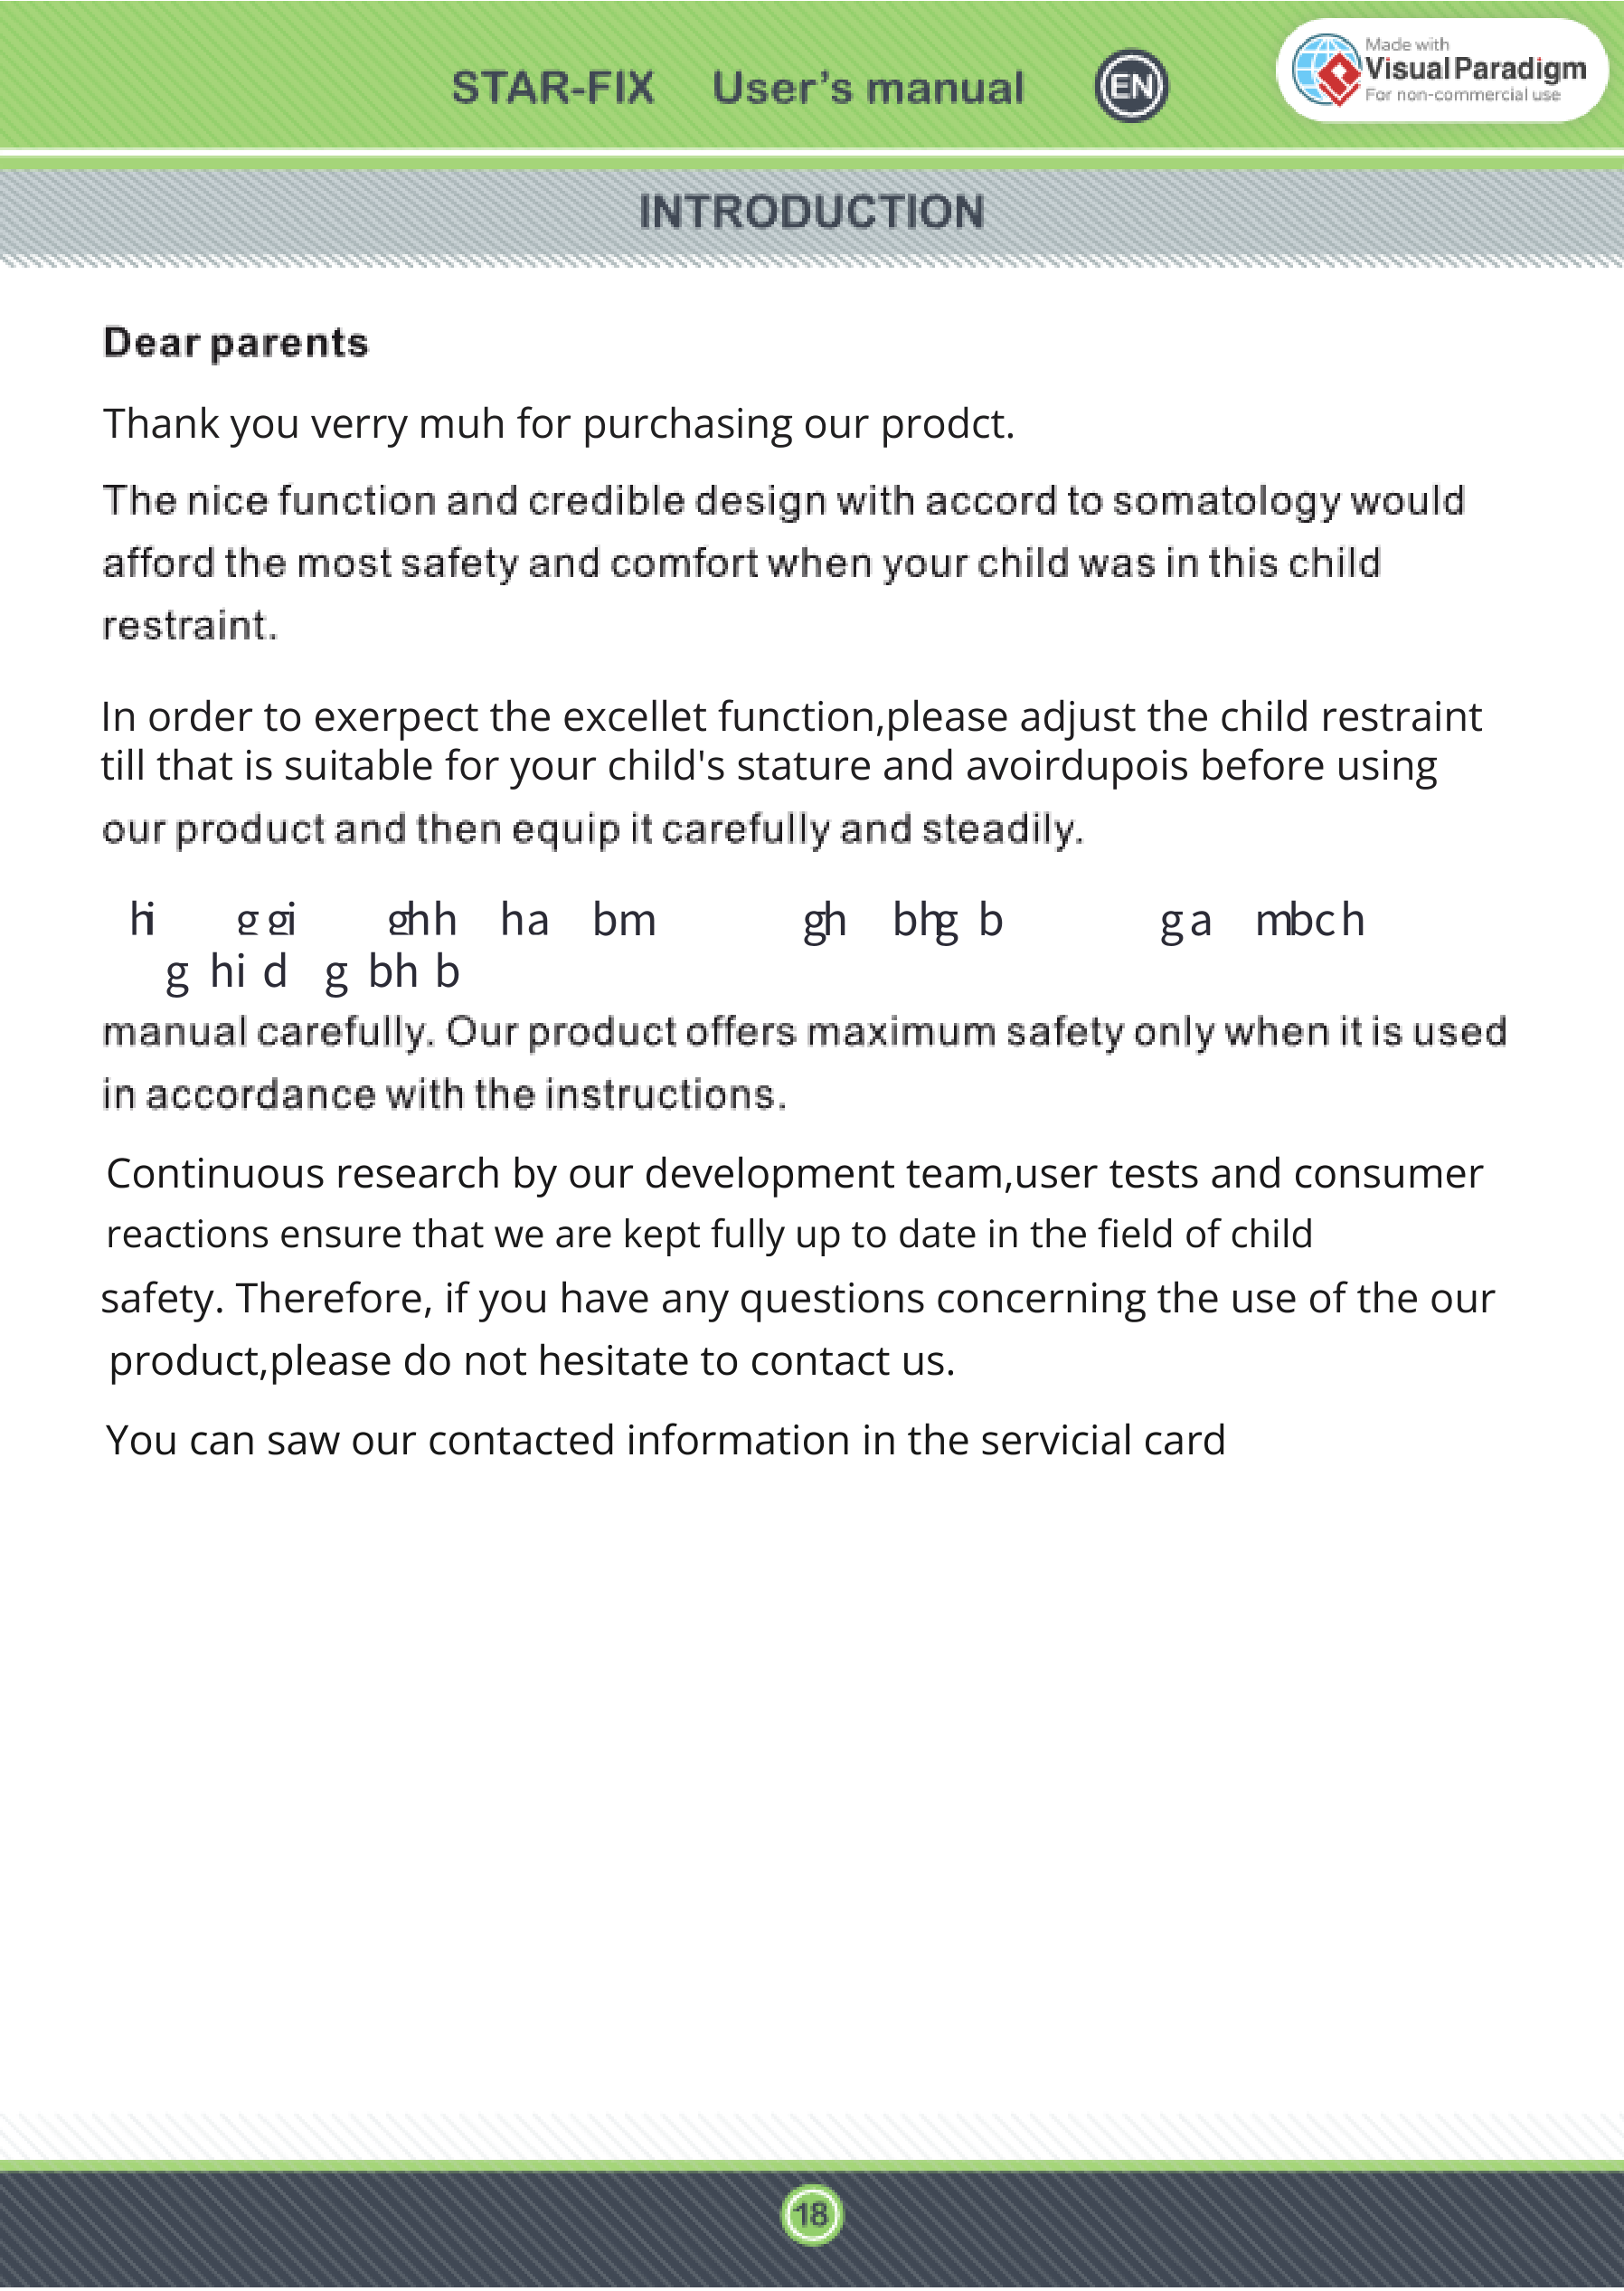 STAR-FIX User's manual EN
Made with
Visual Paradigm
For non-commercial use
INTRODUCTION
Dear parents
Thank you verry muh for purchasing our prodct.
The nice function and credible design with accord to somatology would
afford the most safety and comfort when your child was in this child
restraint.
In order to exerpect the excellet function,please adjust the child restraint
till that is suitable for your child's stature and avoirdupois before using
our product and then equip it carefully and steadily.
hi g gi ghh ha bm gh bhg b ga mbch
g hi d g bh b
manual carefully. Our product offers maximum safety only when it is used
in accordance with the instructions.
Continuous research by our development team,user tests and consumer
reactions ensure that we are kept fully up to date in the field of child
safety. Therefore, if you have any questions concerning the use of the our
product,please do not hesitate to contact us.
You can saw our contacted information in the servicial card
18